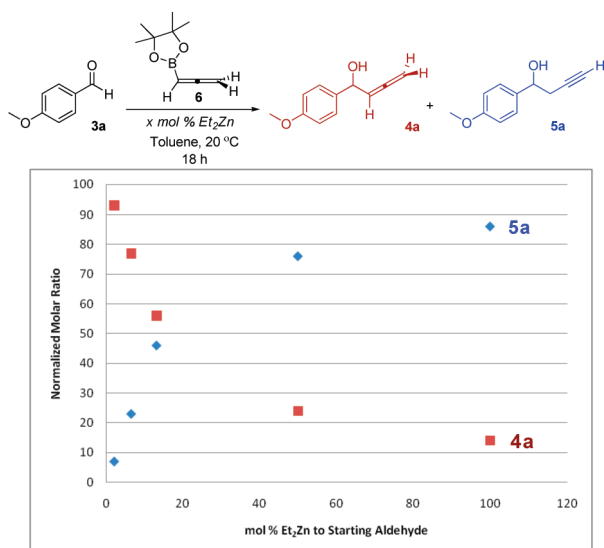 O
O
B
6
H
H
O
O
3a
x mol % Et₂Zn
Toluene, 20 °C
18 h
OH
H
H
O
4a
+
OH
O
5a
100
90
80
70
60
50
40
30
20
10
0
Normalized Molar Ratio
5a
4a
0 20 40 60 80 100 120
mol % Et₂Zn to Starting Aldehyde